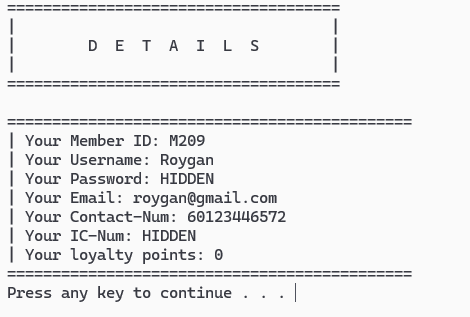 =====================================
|                                   |
|        D  E  T  A  I  L  S        |
|                                   |
=====================================

=============================================
| Your Member ID: M209
| Your Username: Roygan
| Your Password: HIDDEN
| Your Email: roygan@gmail.com
| Your Contact-Num: 60123446572
| Your IC-Num: HIDDEN
| Your loyalty points: 0
=============================================
Press any key to continue . . .